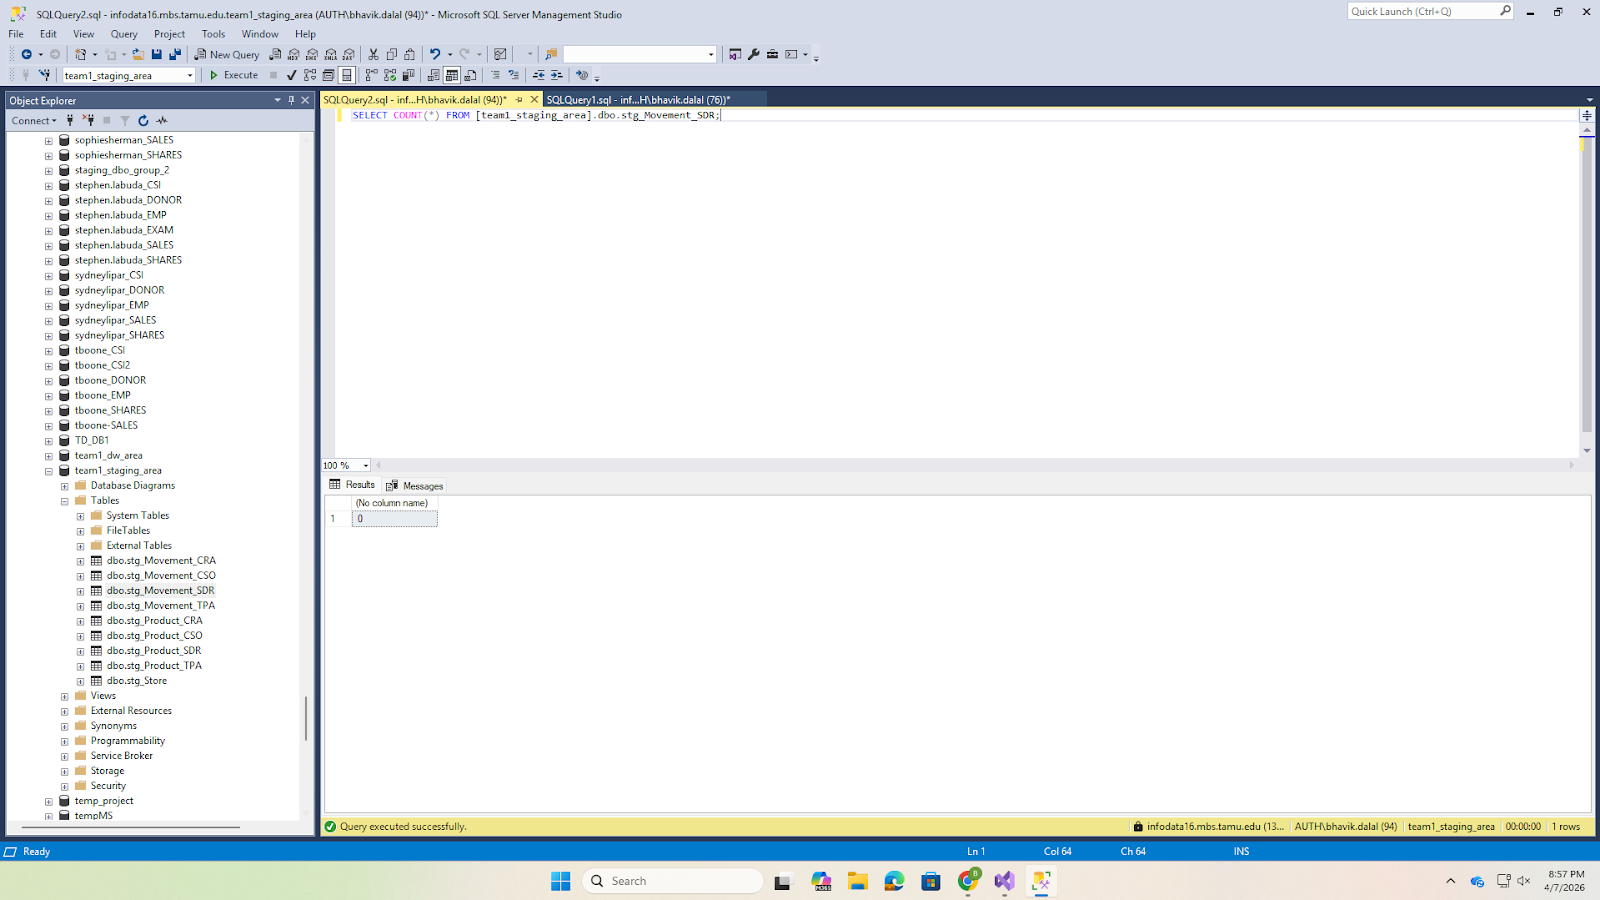 SQLQuery2.sql - infodata16.mbs.tamu.edu.team1_staging_area (AUTH\bhavik.dalal (94))* - Microsoft SQL Server Management Studio
Quick Launch (Ctrl+Q)
File Edit View Query Project Tools Window Help
New Query
team1_staging_area
Execute
Object Explorer
Connect
sophiesherman_SALES
sophiesherman_SHARES
staging_dbo_group_2
stephen.labuda_CSI
stephen.labuda_DONOR
stephen.labuda_EMP
stephen.labuda_EXAM
stephen.labuda_SALES
stephen.labuda_SHARES
sydneylipar_CSI
sydneylipar_DONOR
sydneylipar_EMP
sydneylipar_SALES
sydneylipar_SHARES
tboone_CSI
tboone_CSI2
tboone_DONOR
tboone_EMP
tboone_SHARES
tboone-SALES
TD_DB1
team1_dw_area
team1_staging_area
Database Diagrams
Tables
System Tables
FileTables
External Tables
dbo.stg_Movement_CRA
dbo.stg_Movement_CSO
dbo.stg_Movement_SDR
dbo.stg_Movement_TPA
dbo.stg_Product_CRA
dbo.stg_Product_CSO
dbo.stg_Product_SDR
dbo.stg_Product_TPA
dbo.stg_Store
Views
External Resources
Synonyms
Programmability
Service Broker
Storage
Security
temp_project
tempMS
SQLQuery2.sql - inf...H\bhavik.dalal (94))* SQLQuery1.sql - inf...H\bhavik.dalal (76))*
SELECT COUNT(*) FROM [team1_staging_area].dbo.stg_Movement_SDR;
100 %
Results Messages
(No column name)
1 0
Query executed successfully. infodata16.mbs.tamu.edu (13... AUTH\bhavik.dalal (94) team1_staging_area 00:00:00 1 rows
Ready Ln 1 Col 64 Ch 64 INS
Search
8:57 PM
4/7/2026